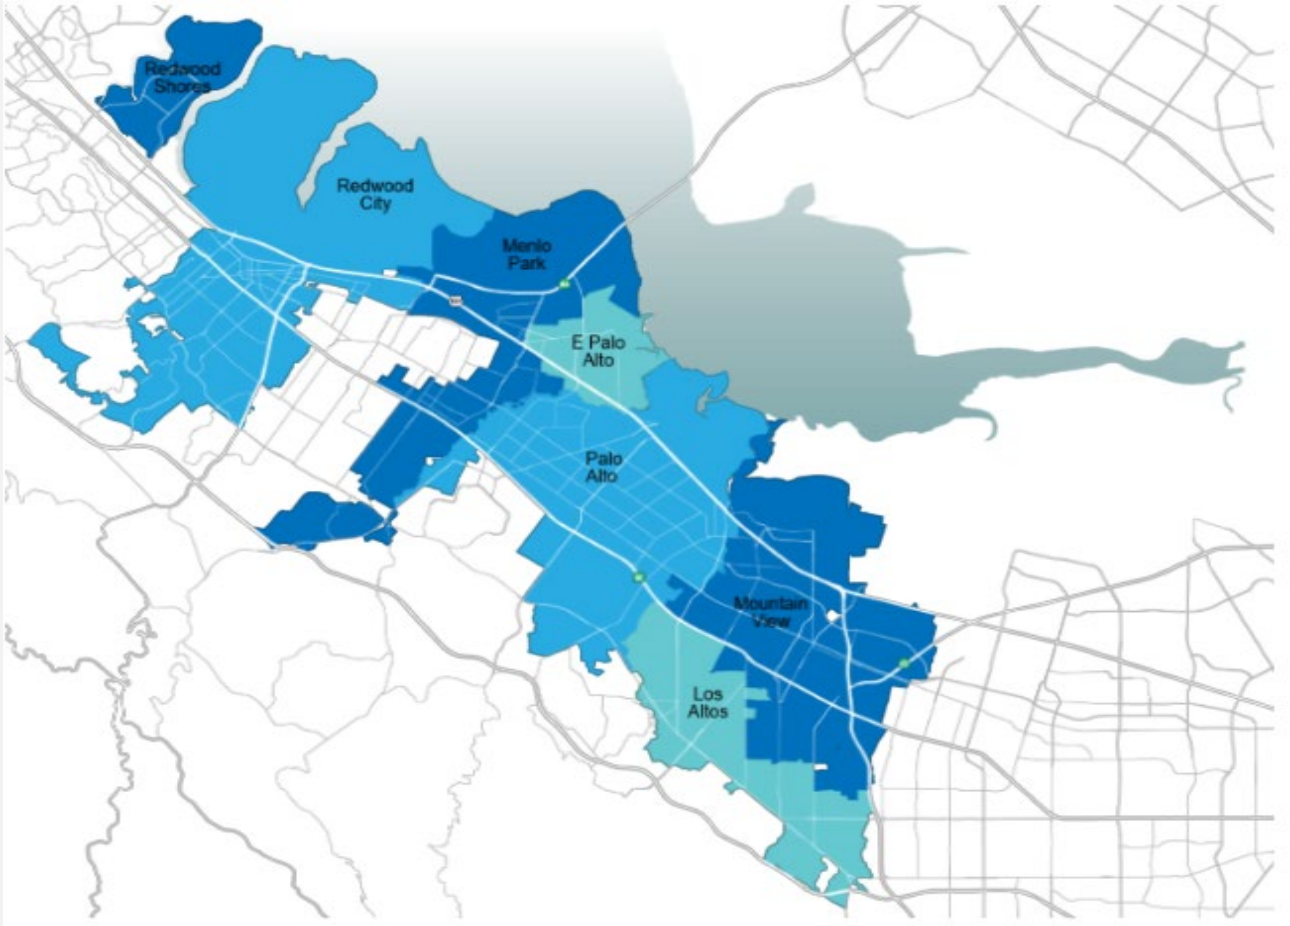 Redwood
Shores
Redwood
City
Menlo
Park
E Palo
Alto
Palo
Alto
Mountain
View
Los
Altos